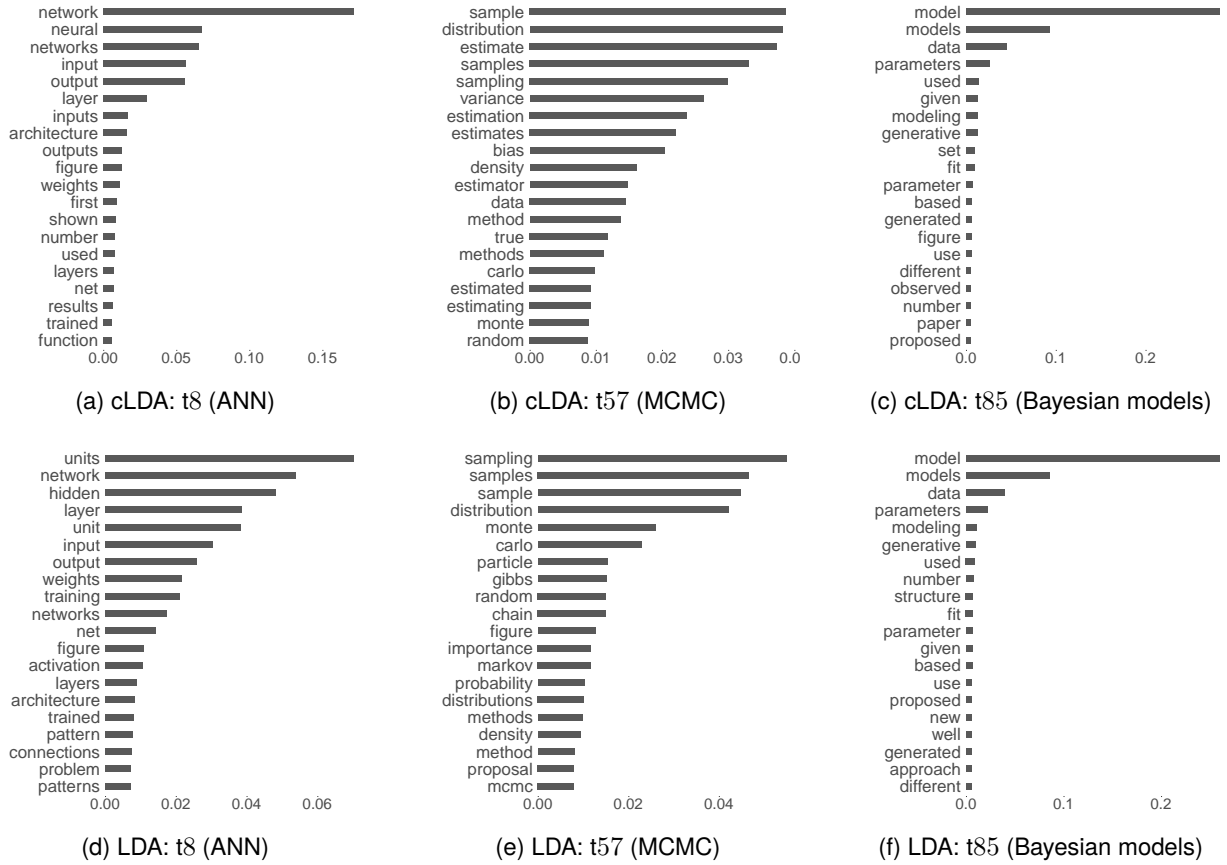 network
neural
networks
input
output
layer
inputs
architecture
outputs
figure
weights
first
shown
number
used
layers
net
results
trained
function
0.00 0.05 0.10 0.15
(a) cLDA: t8 (ANN)
sample
distribution
estimate
samples
sampling
variance
estimation
estimates
bias
density
estimator
data
method
true
methods
carlo
estimated
estimating
monte
random
0.00 0.01 0.02 0.03 0.0
(b) cLDA: t57 (MCMC)
model
models
data
parameters
used
given
modeling
generative
set
fit
parameter
based
generated
figure
use
different
observed
number
paper
proposed
0.0 0.1 0.2
(c) cLDA: t85 (Bayesian models)
units
network
hidden
layer
unit
input
output
weights
training
networks
net
figure
activation
layers
architecture
trained
pattern
connections
problem
patterns
0.00 0.02 0.04 0.06
(d) LDA: t8 (ANN)
sampling
samples
sample
distribution
monte
carlo
particle
gibbs
random
chain
figure
importance
markov
probability
distributions
methods
density
method
proposal
mcmc
0.00 0.02 0.04
(e) LDA: t57 (MCMC)
model
models
data
parameters
modeling
generative
used
number
structure
fit
parameter
given
based
use
proposed
new
well
generated
approach
different
0.0 0.1 0.2
(f) LDA: t85 (Bayesian models)